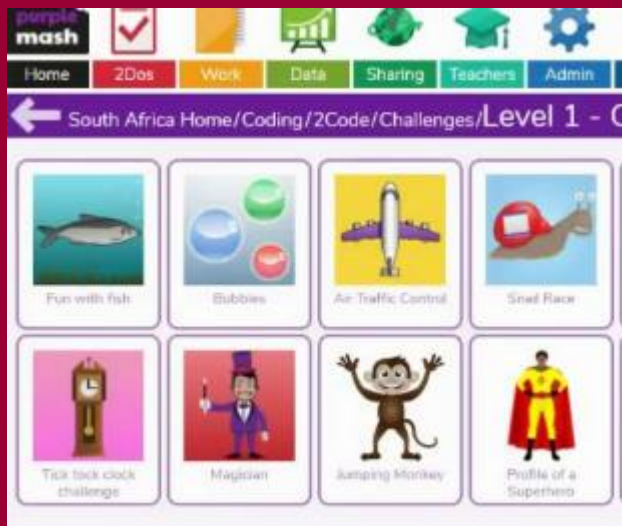 purple
mash
Home 2Dos Work Data Sharing Teachers Admin
South Africa Home/Coding/2Code/Challenges/Level 1 -
Fun with fish Bubbles Air Traffic Control Snail Race
Tick tock clock Magician Jumping Monkey Profile of a
challenge Superhero